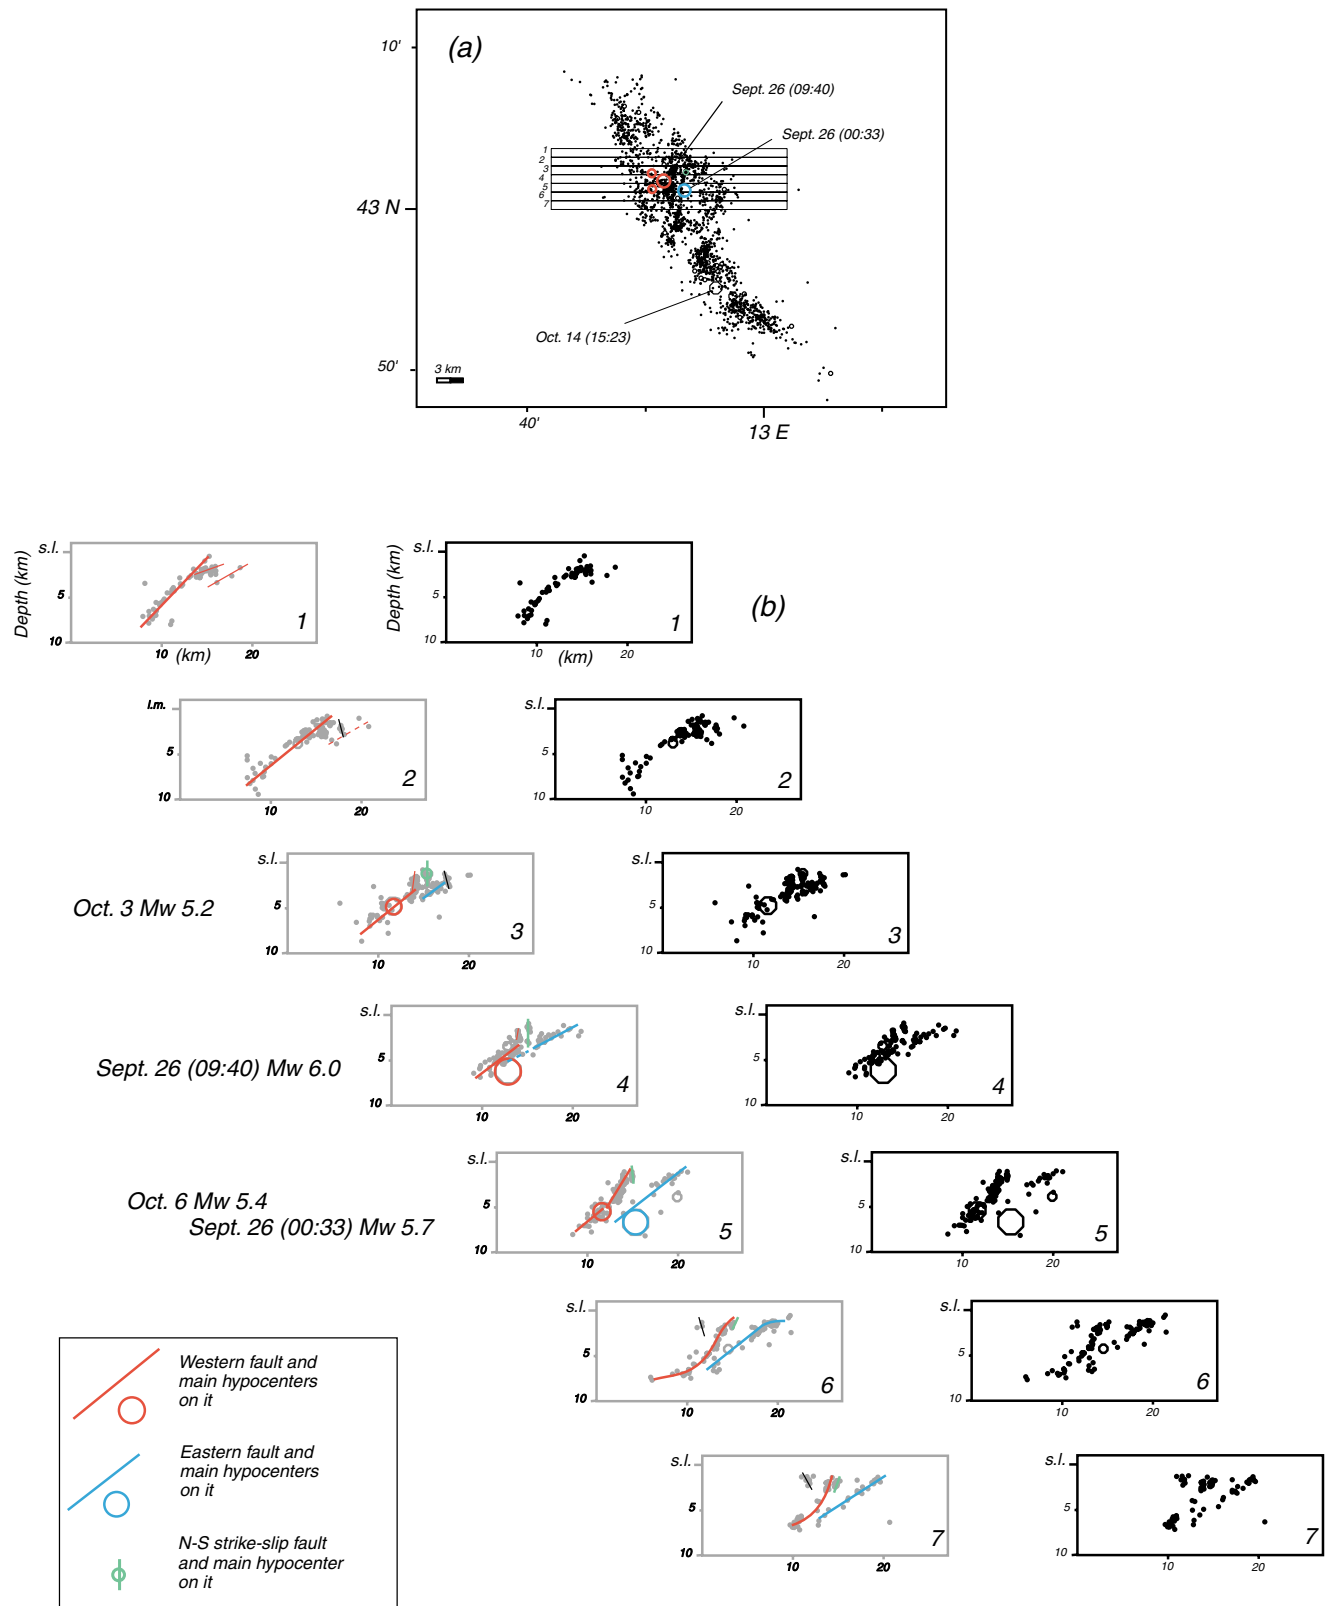 (a)
10'
Sept. 26 (09:40)
Sept. 26 (00:33)
1
2
3
4
5
6
7
43 N
Oct. 14 (15:23)
50'
3 km
40'
13 E
Depth (km)
s.l.
5
10
10
(km)
20
1
Depth (km)
s.l.
5
10
10
(km)
20
1
(b)
l.m.
5
10
10
20
2
5
10
10
20
2
Oct. 3 Mw 5.2
s.l.
5
10
10
20
3
s.l.
5
10
10
20
3
Sept. 26 (09:40) Mw 6.0
s.l.
5
10
10
20
4
s.l.
5
10
10
20
4
Oct. 6 Mw 5.4
Sept. 26 (00:33) Mw 5.7
s.l.
5
10
10
20
5
s.l.
5
10
10
20
5
s.l.
5
10
10
20
6
s.l.
5
10
10
20
6
s.l.
5
10
10
20
7
s.l.
5
10
10
20
7
Western fault and
main hypocenters
on it
Eastern fault and
main hypocenters
on it
N-S strike-slip fault
and main hypocenter
on it